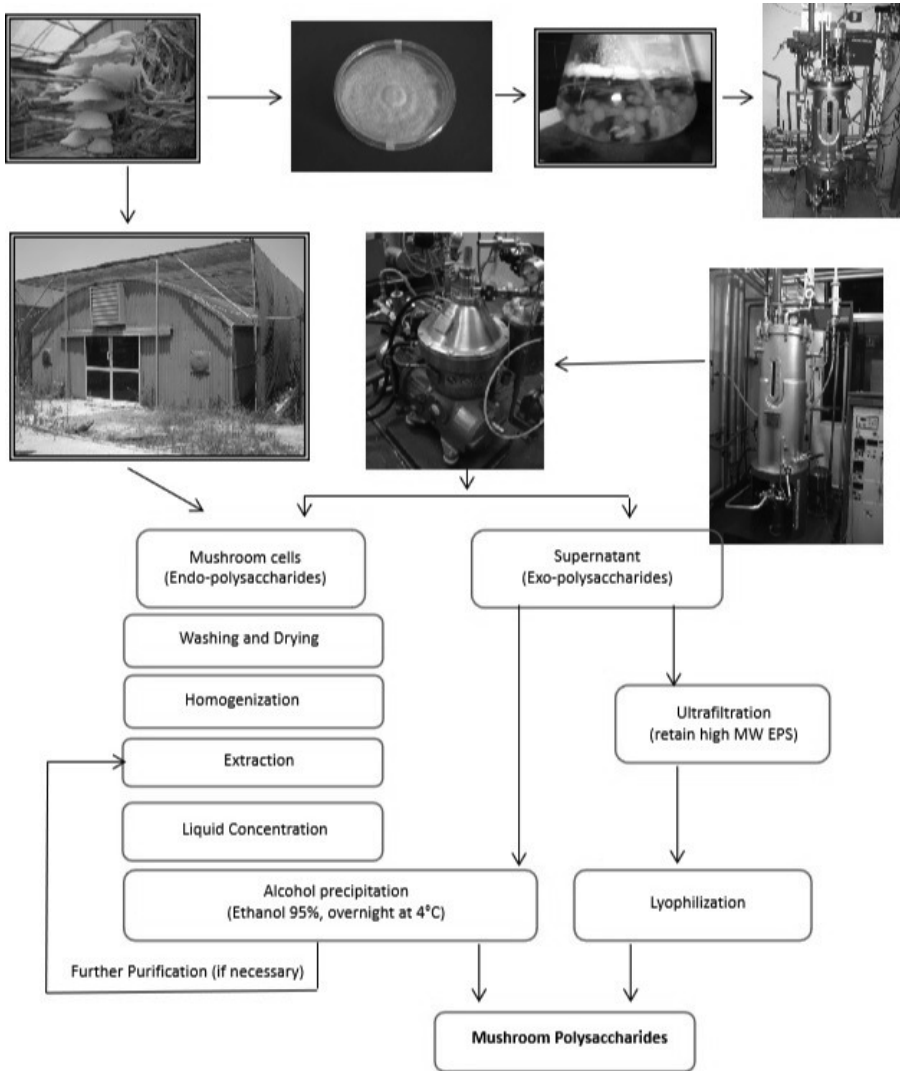 Mushroom cells
(Endo-polysaccharides)
Supernatant
(Exo-polysaccharides)
Washing and Drying
Homogenization
Ultrafiltration
(retain high MW EPS)
Extraction
Liquid Concentration
Alcohol precipitation
(Ethanol 95%, overnight at 4°C)
Lyophilization
Further Purification (if necessary)
Mushroom Polysaccharides